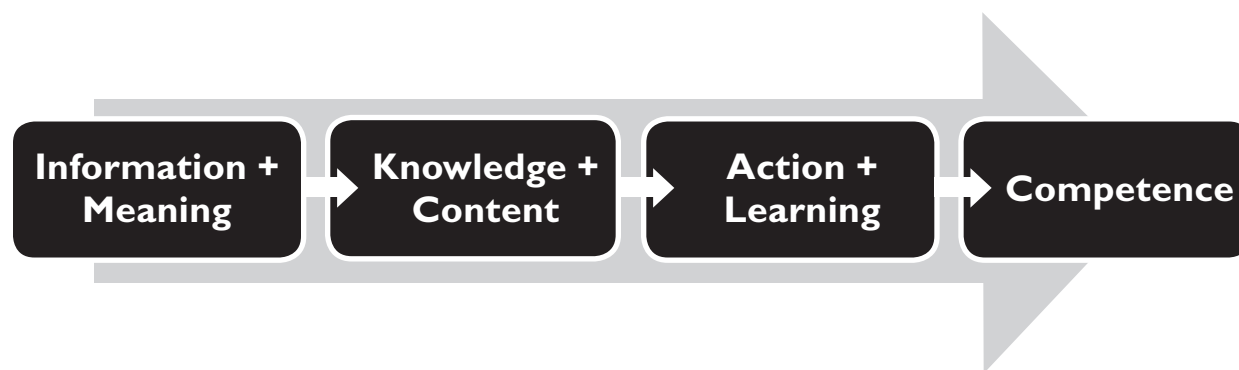 Information +
Meaning
Knowledge +
Content
Action +
Learning
Competence